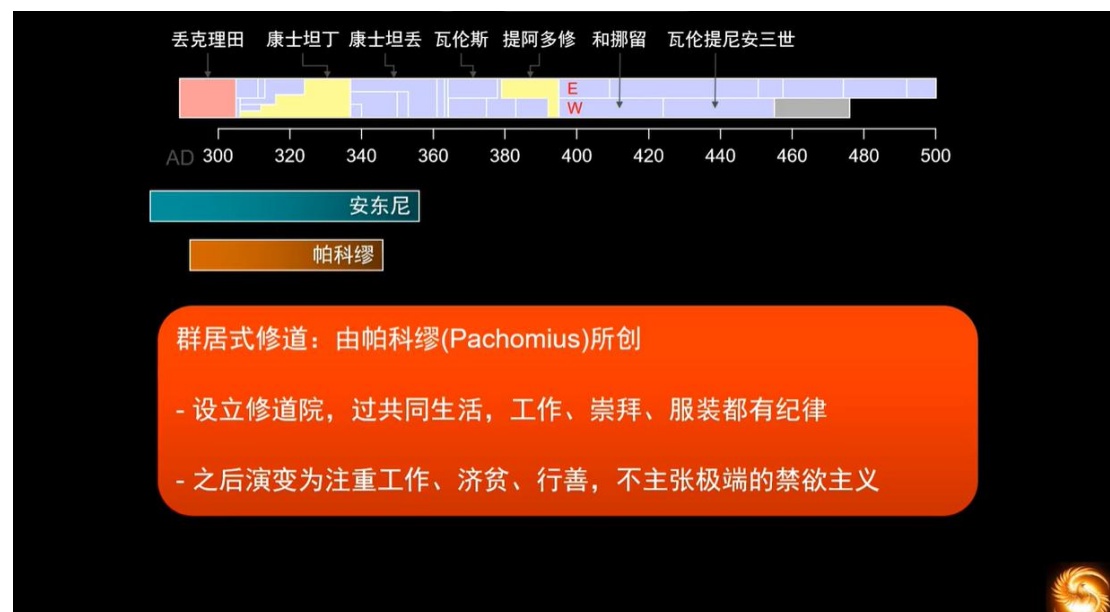 丢克理田 康士坦丁 康士坦丢 瓦伦斯 提阿多修 和挪留 瓦伦提尼安三世
E
W
AD 300 320 340 360 380 400 420 440 460 480 500
安东尼
帕科缪
群居式修道：由帕科缪(Pachomius)所创
- 设立修道院，过共同生活，工作、崇拜、服装都有纪律
- 之后演变为注重工作、济贫、行善，不主张极端的禁欲主义